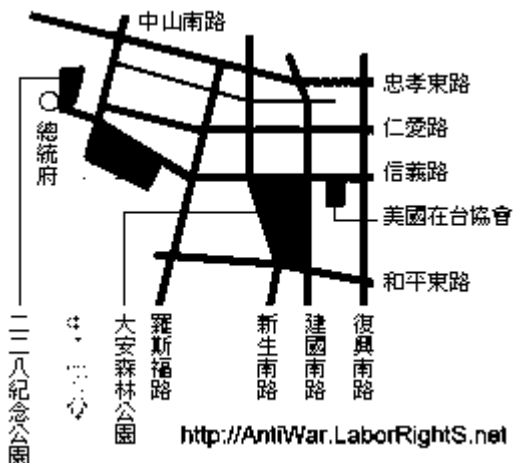 中山南路
忠孝東路
仁愛路
信義路
美國在台協會
和平東路
總統府
二二八紀念公園
大安森林公園
羅斯福路
新生南路
建國南路
復興南路
http://AntiWar.LaborRightS.net